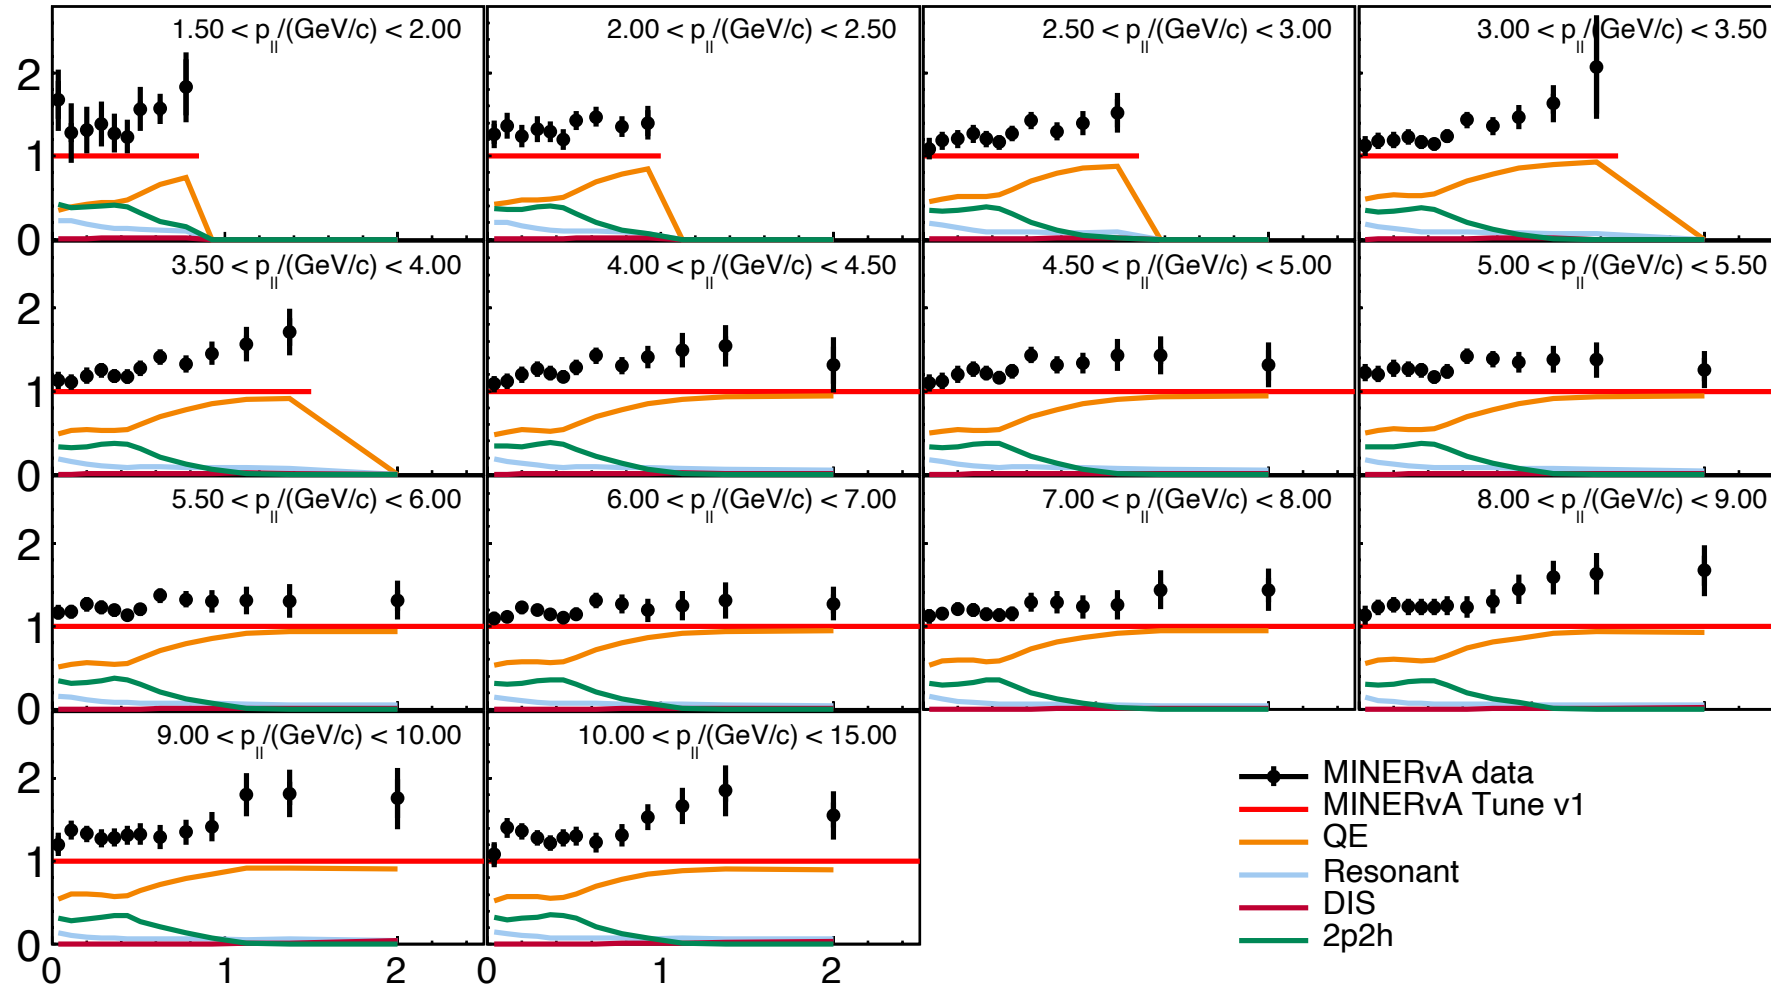 1.50 < p||/(GeV/c) < 2.00
2.00 < p||/(GeV/c) < 2.50
2.50 < p||/(GeV/c) < 3.00
3.00 < p||/(GeV/c) < 3.50
2
1
0
3.50 < p||/(GeV/c) < 4.00
4.00 < p||/(GeV/c) < 4.50
4.50 < p||/(GeV/c) < 5.00
5.00 < p||/(GeV/c) < 5.50
2
1
0
5.50 < p||/(GeV/c) < 6.00
6.00 < p||/(GeV/c) < 7.00
7.00 < p||/(GeV/c) < 8.00
8.00 < p||/(GeV/c) < 9.00
2
1
0
9.00 < p||/(GeV/c) < 10.00
10.00 < p||/(GeV/c) < 15.00
2
1
0
0 1 2 0 1 2
MINERvA data
MINERvA Tune v1
QE
Resonant
DIS
2p2h